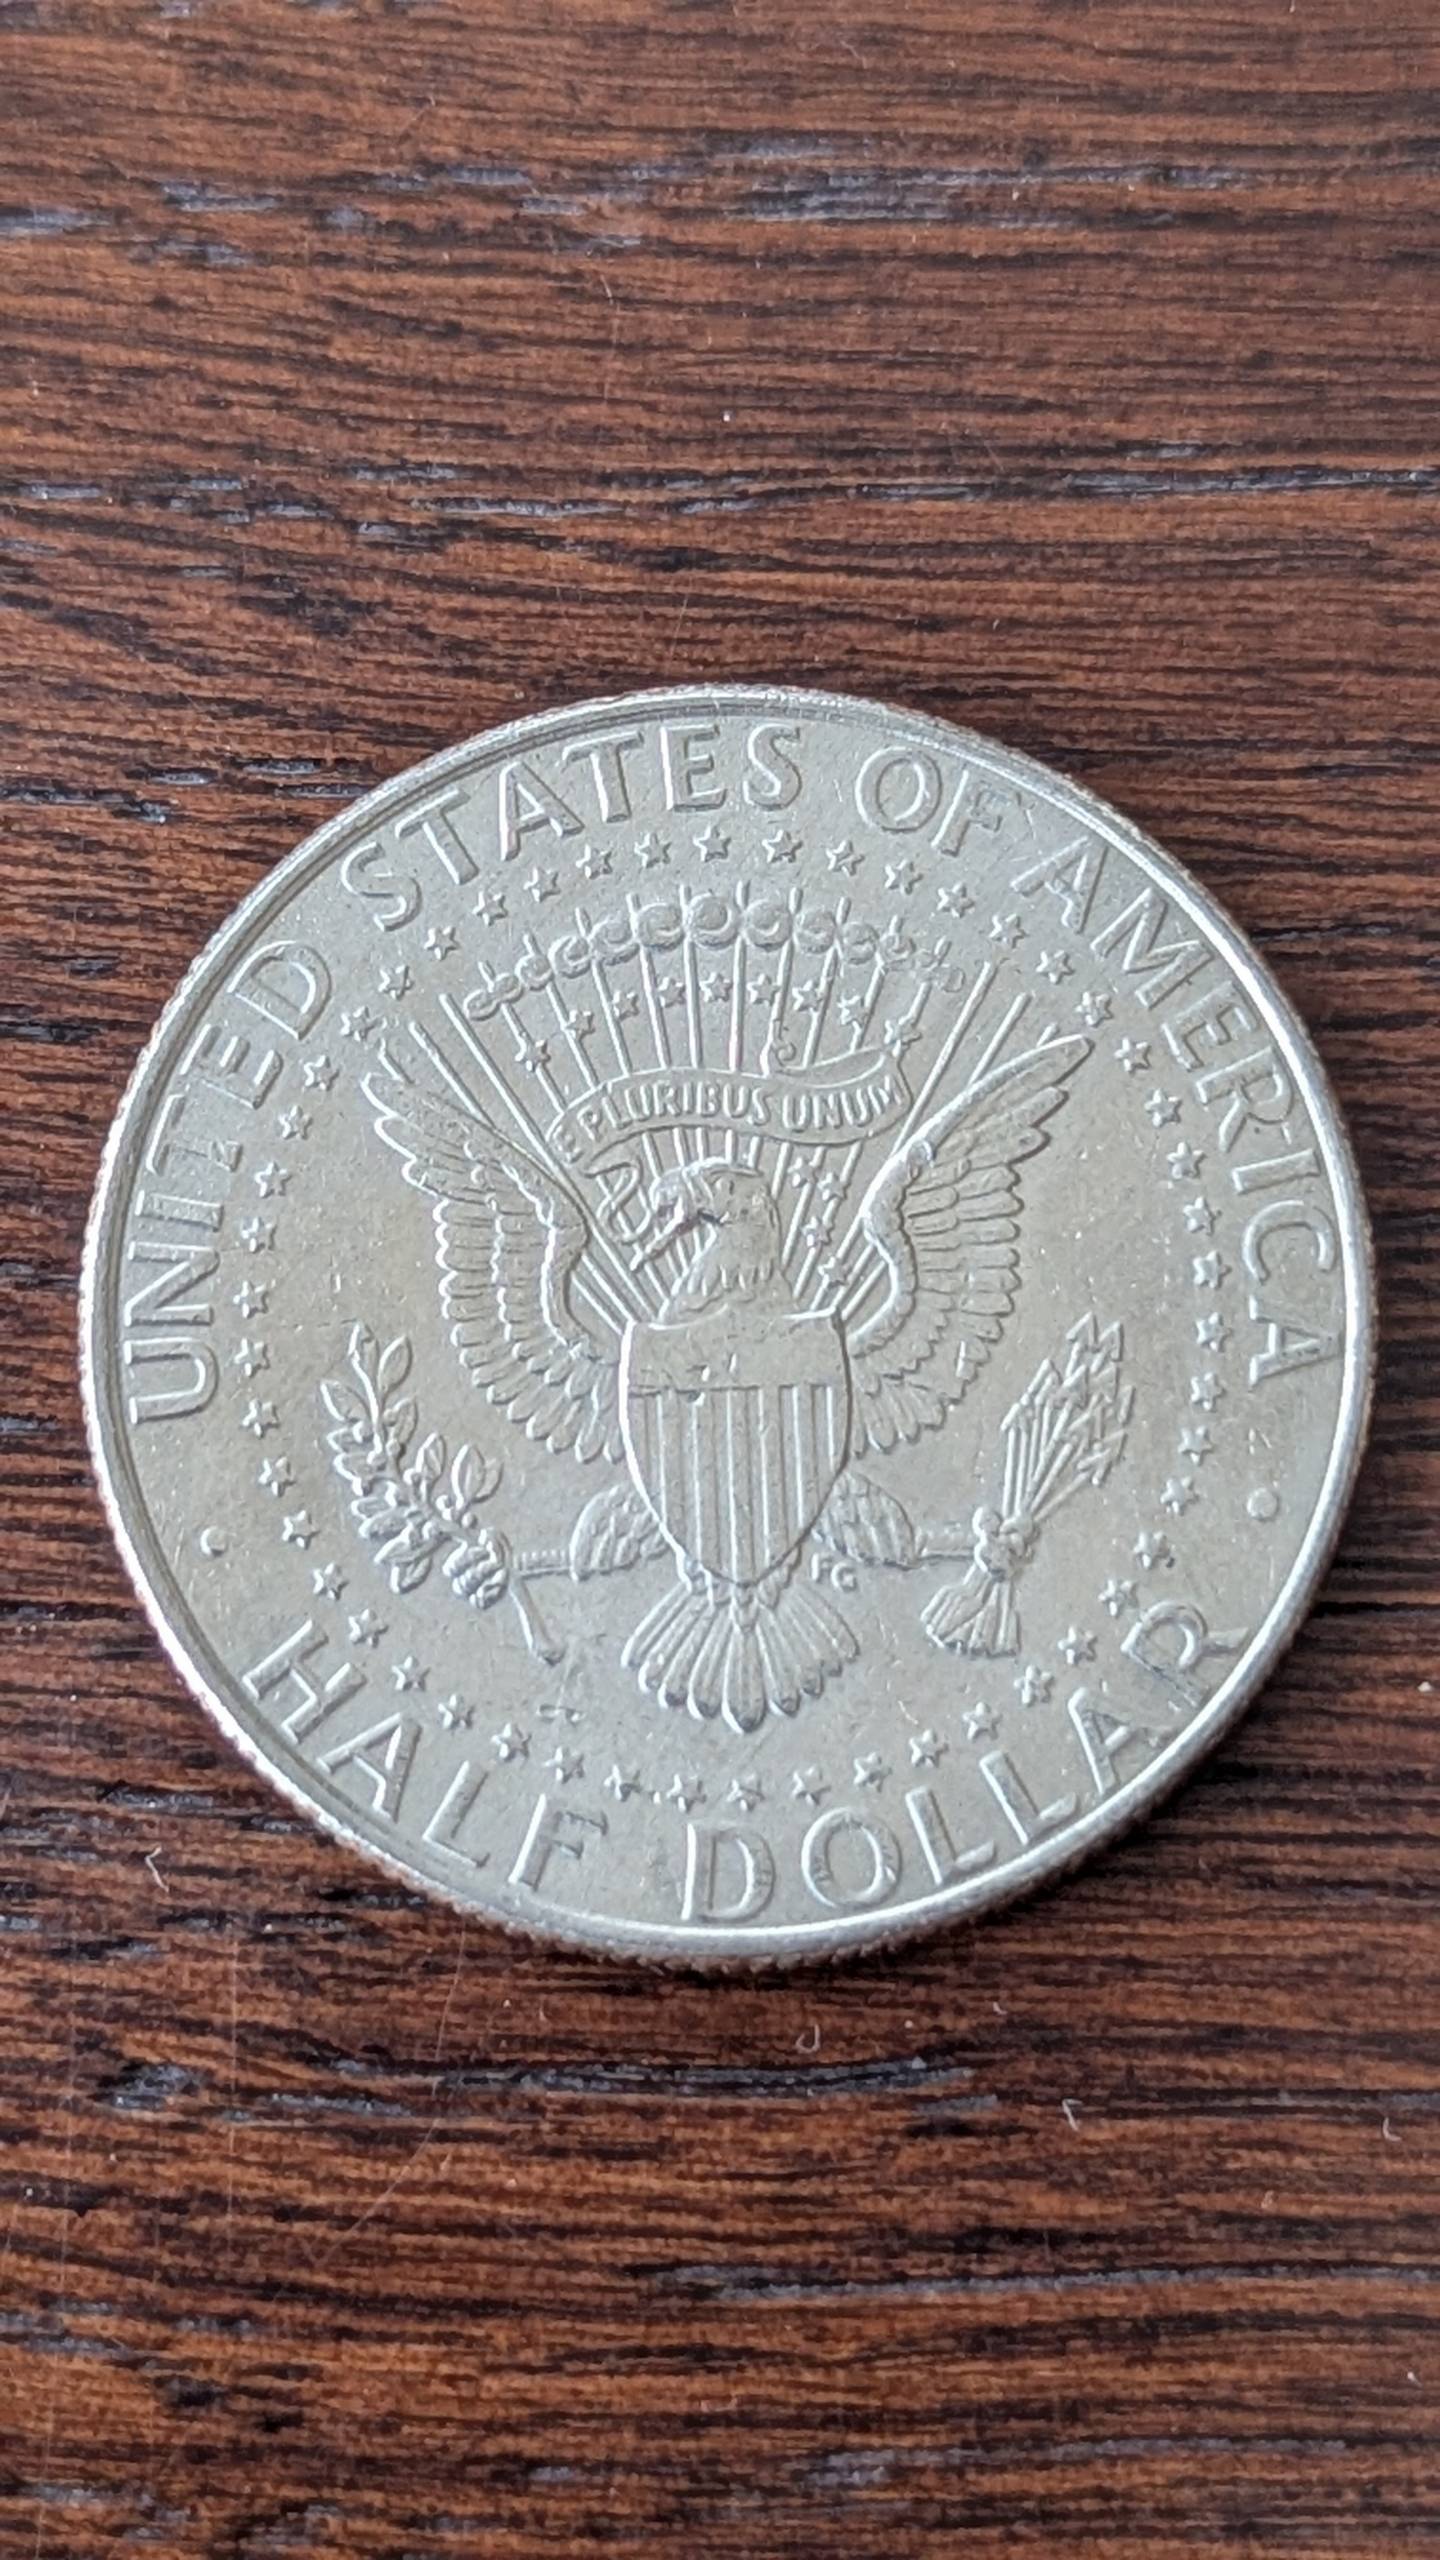 UNITED STATES OF AMERICA
E PLURIBUS UNUM
FG
HALF DOLLAR